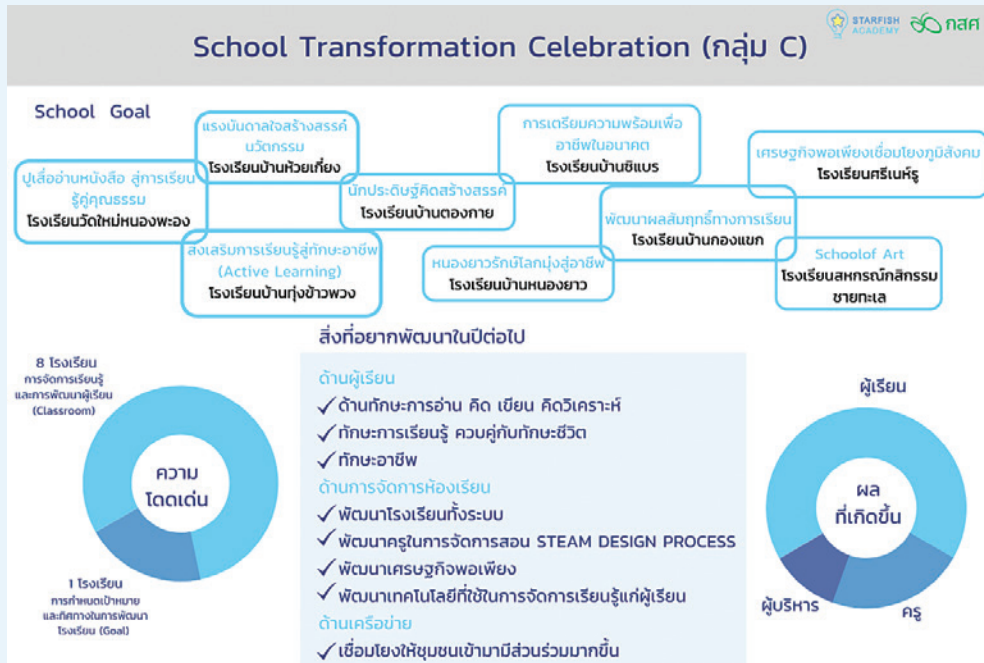 School Transformation Celebration (กลุ่ม C)
STARFISH
ACADEMY
กสศ
School Goal
แรงบันดาลใจสร้างสรรค์
นวัตกรรม
โรงเรียนบ้านห้วยเกี๋ยง
การเตรียมความพร้อมเพื่อ
อาชีพในอนาคต
โรงเรียนบ้านซิแบร
เศรษฐกิจพอเพียงเชื่อมโยงภูมิสังคม
โรงเรียนศรีเนห์รู
ปูเสื่ออ่านหนังสือ สู่การเรียน
รู้คู่คุณธรรม
โรงเรียนวัดใหม่หนองพะอง
นักประดิษฐ์คิดสร้างสรรค์
โรงเรียนบ้านตองกาย
พัฒนาผลสัมฤทธิ์ทางการเรียน
โรงเรียนบ้านกองแขก
ส่งเสริมการเรียนรู้สู่ทักษะอาชีพ
(Active Learning)
โรงเรียนบ้านทุ่งข้าวพวง
หนองยาวรักษ์โลกมุ่งสู่อาชีพ
โรงเรียนบ้านหนองยาว
Schoolof Art
โรงเรียนสหกรณ์กสิกรรม
ชายทะเล
8 โรงเรียน
การจัดการเรียนรู้
และการพัฒนาผู้เรียน
(Classroom)
ความ
โดดเด่น
1 โรงเรียน
การกำหนดเป้าหมาย
และทิศทางในการพัฒนา
โรงเรียน (Goal)
สิ่งที่อยากพัฒนาในปีต่อไป
ด้านผู้เรียน
✓ ด้านทักษะการอ่าน คิด เขียน คิดวิเคราะห์
✓ ทักษะการเรียนรู้ ควบคู่กับทักษะชีวิต
✓ ทักษะอาชีพ
ด้านการจัดการห้องเรียน
✓ พัฒนาโรงเรียนทั้งระบบ
✓ พัฒนาครูในการจัดการสอน STEAM DESIGN PROCESS
✓ พัฒนาเศรษฐกิจพอเพียง
✓ พัฒนาเทคโนโลยีที่ใช้ในการจัดการเรียนรู้แก่ผู้เรียน
ด้านเครือข่าย
✓ เชื่อมโยงให้ชุมชนเข้ามามีส่วนร่วมมากขึ้น
ผู้เรียน
ผล
ที่เกิดขึ้น
ผู้บริหาร
ครู